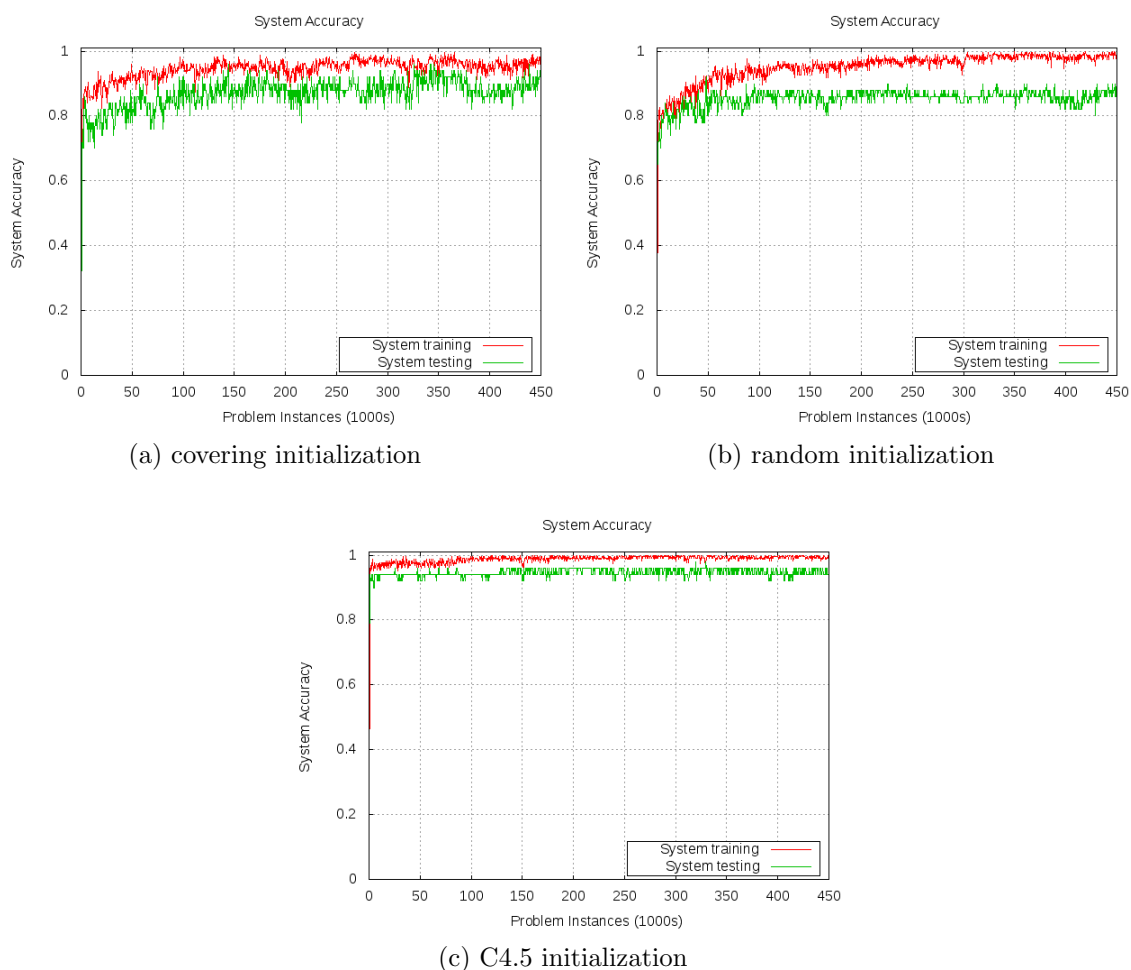 System Accuracy
1
0.8
0.6
0.4
0.2
0
System Accuracy
System training
System testing
0 50 100 150 200 250 300 350 400 450
Problem Instances (1000s)
(a) covering initialization
System Accuracy
1
0.8
0.6
0.4
0.2
0
System Accuracy
System training
System testing
0 50 100 150 200 250 300 350 400 450
Problem Instances (1000s)
(b) random initialization
System Accuracy
1
0.8
0.6
0.4
0.2
0
System Accuracy
System training
System testing
0 50 100 150 200 250 300 350 400 450
Problem Instances (1000s)
(c) C4.5 initialization